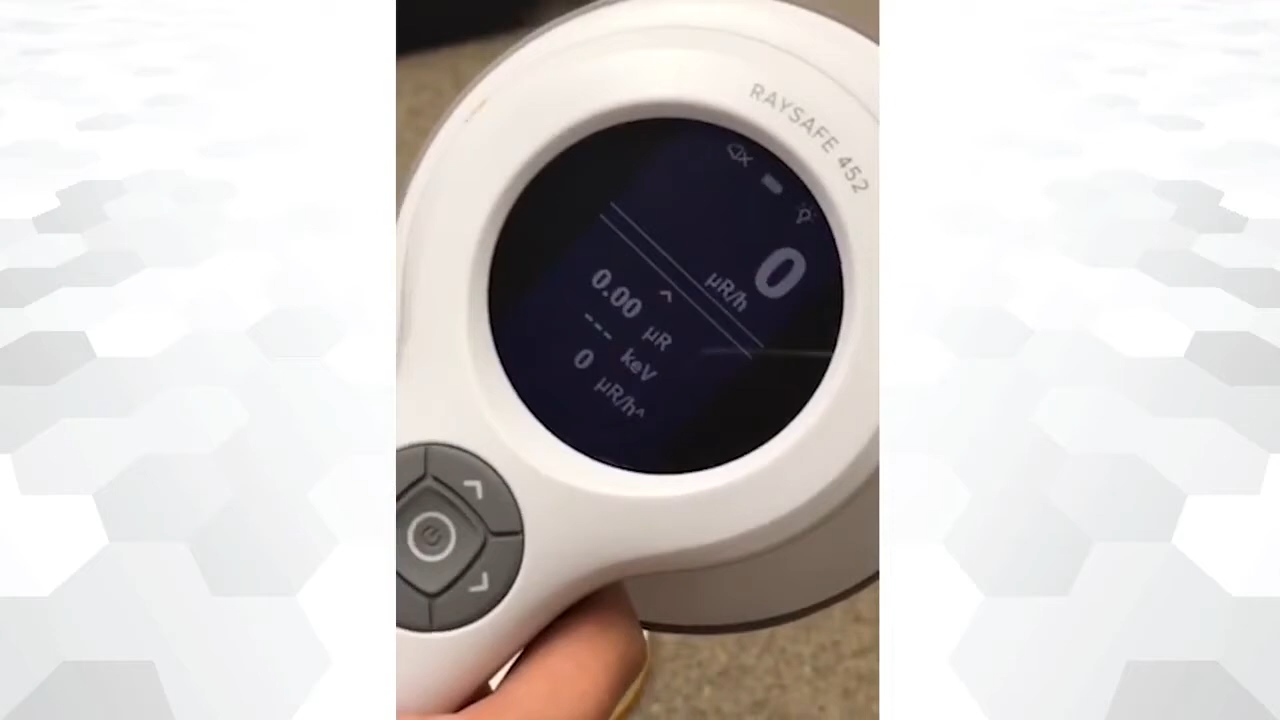 RAYSAFE 452
0 µR/h
0.00 µR
--- keV
0 µR/h^